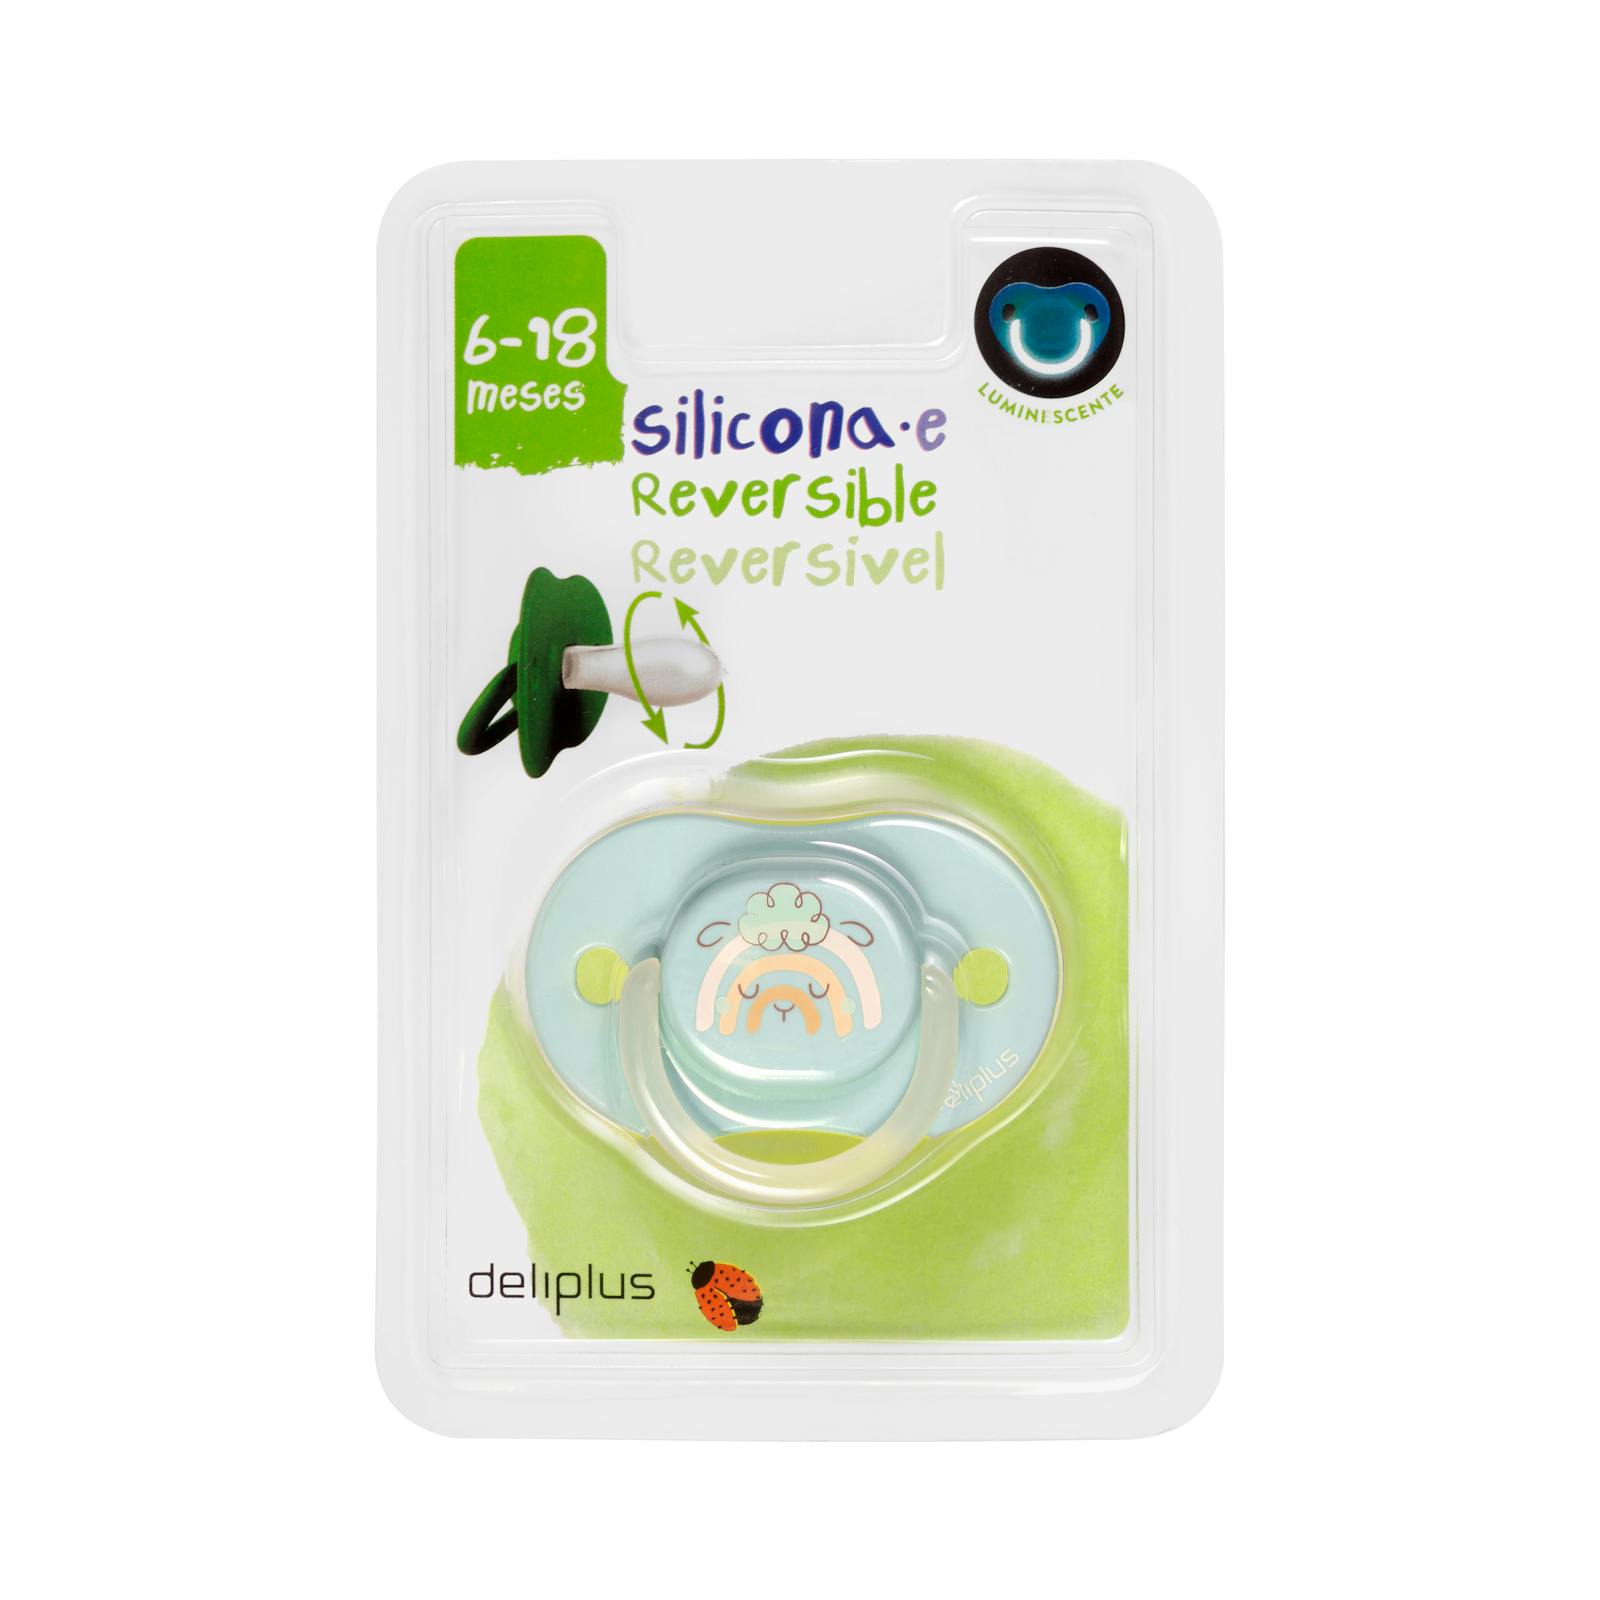 6-18
meses
LUMINESCENTE
silicona·e
Reversible
Reversivel
deliplus
deliplus